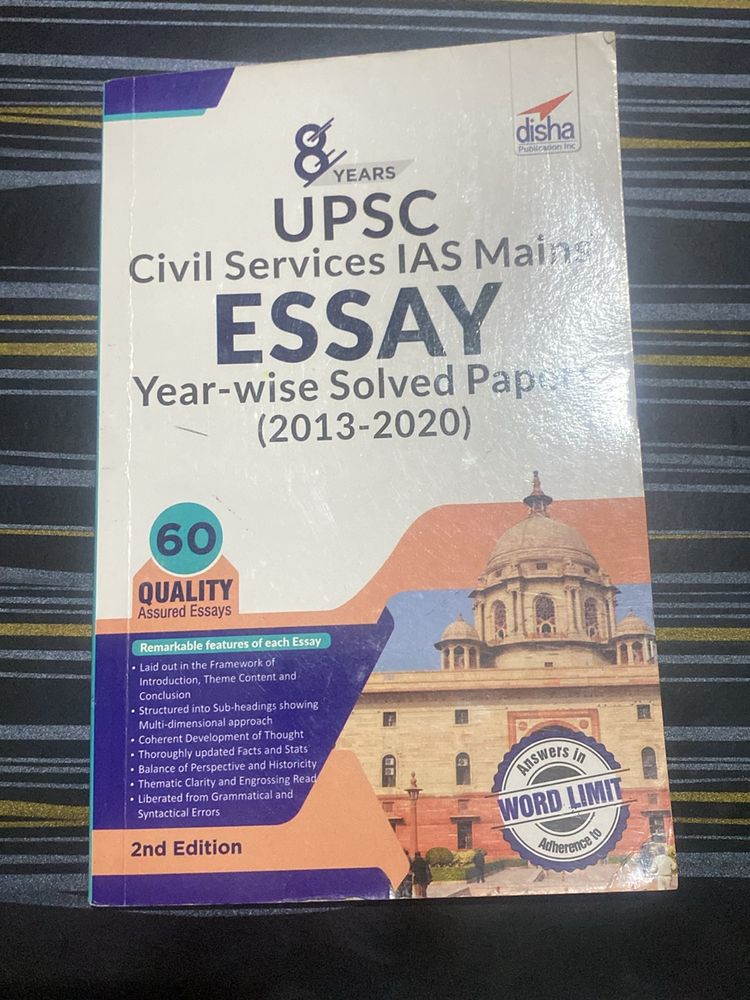 disha
Publication Inc
8 YEARS
UPSC
Civil Services IAS Mains
ESSAY
Year-wise Solved Papers
(2013-2020)
60
QUALITY
Assured Essays
Remarkable features of each Essay
• Laid out in the Framework of
Introduction, Theme Content and
Conclusion
• Structured into Sub-headings showing
Multi-dimensional approach
• Coherent Development of Thought
• Thoroughly updated Facts and Stats
• Balance of Perspective and Historicity
• Thematic Clarity and Engrossing Read
• Liberated from Grammatical and
Syntactical Errors
2nd Edition
Answers in
WORD LIMIT
Adherence to